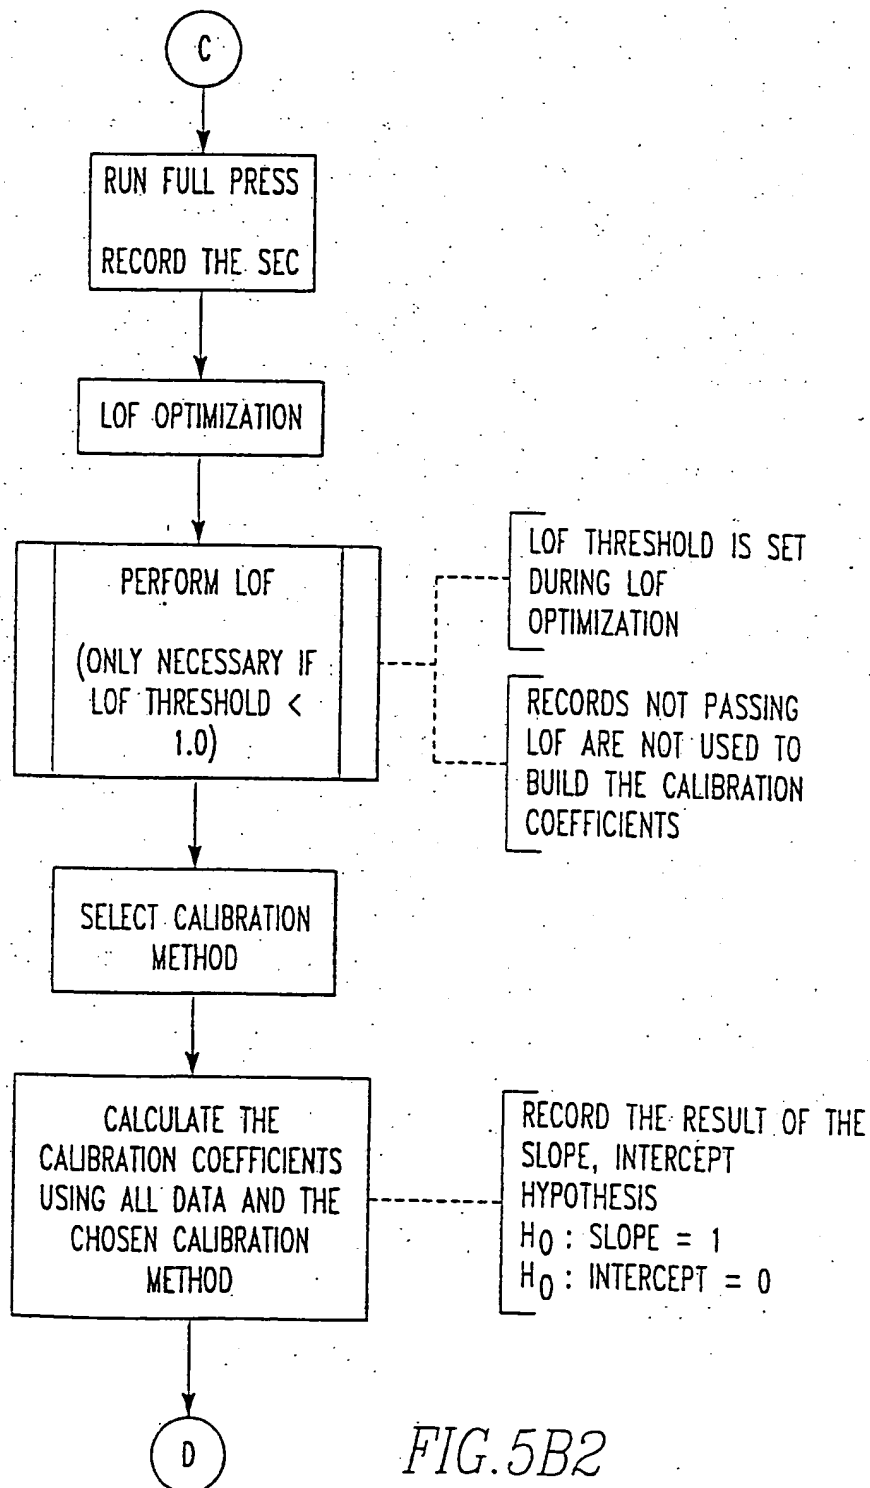 C
RUN FULL PRESS
RECORD THE SEC
LOF OPTIMIZATION
PERFORM LOF
(ONLY NECESSARY IF
LOF THRESHOLD <
1.0)
LOF THRESHOLD IS SET
DURING LOF
OPTIMIZATION
RECORDS NOT PASSING
LOF ARE NOT USED TO
BUILD THE CALIBRATION
COEFFICIENTS
SELECT CALIBRATION
METHOD
CALCULATE THE
CALIBRATION COEFFICIENTS
USING ALL DATA AND THE
CHOSEN CALIBRATION
METHOD
RECORD THE RESULT OF THE
SLOPE, INTERCEPT
HYPOTHESIS
H0 : SLOPE = 1
H0 : INTERCEPT = 0
D
FIG.5B2